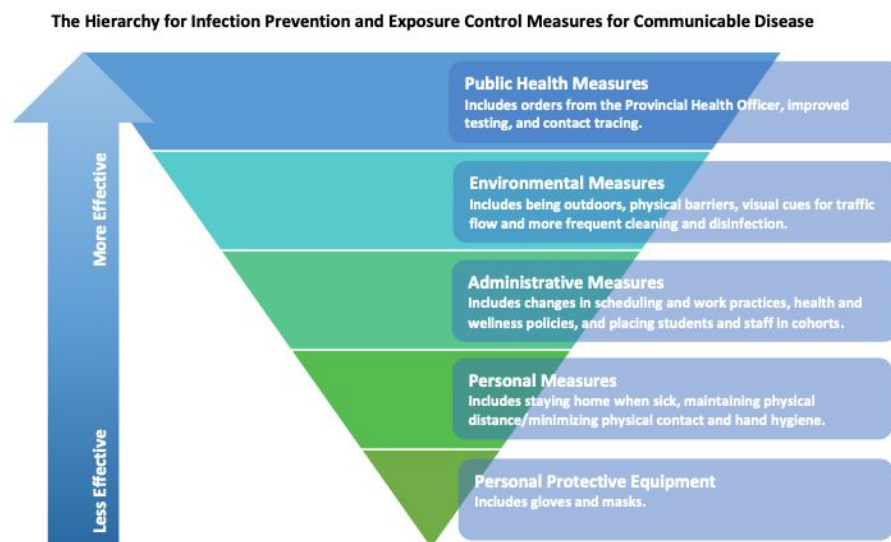 The Hierarchy for Infection Prevention and Exposure Control Measures for Communicable Disease
More Effective
Less Effective
Public Health Measures
Includes orders from the Provincial Health Officer, improved
testing, and contact tracing.
Environmental Measures
Includes being outdoors, physical barriers, visual cues for traffic
flow and more frequent cleaning and disinfection.
Administrative Measures
Includes changes in scheduling and work practices, health and
wellness policies, and placing students and staff in cohorts.
Personal Measures
Includes staying home when sick, maintaining physical
distance/minimizing physical contact and hand hygiene.
Personal Protective Equipment
Includes gloves and masks.